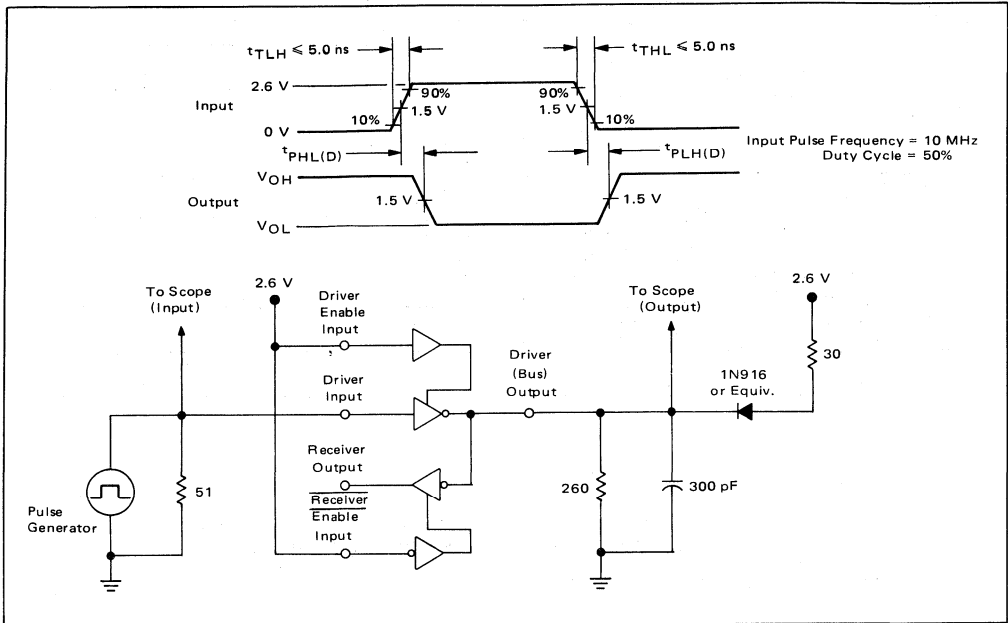 tTLH ≤ 5.0 ns
tTHL ≤ 5.0 ns
2.6 V
90%
90%
Input
1.5 V
1.5 V
10%
10%
0 V
Input Pulse Frequency = 10 MHz
Duty Cycle = 50%
tPHL(D)
tPLH(D)
VOH
Output
1.5 V
1.5 V
VOL
To Scope
(Input)
2.6 V
Driver
Enable
Input
To Scope
(Output)
2.6 V
30
Driver
(Bus)
Output
1N916
or Equiv.
Driver
Input
Receiver
Output
51
260
300 pF
Pulse
Generator
Receiver
Enable
Input